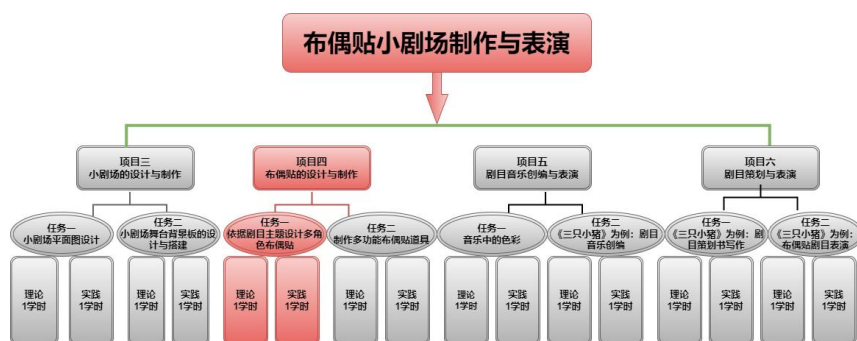 布偶贴小剧场制作与表演
项目三
小剧场的设计与制作
项目四
布偶贴的设计与制作
项目五
剧目音乐创编与表演
项目六
剧目策划与表演
任务一
小剧场平面图设计
任务二
小剧场舞台背景板的设
计与搭建
任务一
依据剧目主题设计多角
色布偶贴
任务二
制作多功能布偶贴道具
任务一
音乐中的色彩
任务二
《三只小猪》为例：剧目
音乐创编
任务一
《三只小猪》为例：剧
目策划书写作
任务二
《三只小猪》为例：
布偶贴剧目表演
理论
1学时
实践
1学时
理论
1学时
实践
1学时
理论
1学时
实践
1学时
理论
1学时
实践
1学时
理论
1学时
实践
1学时
理论
1学时
实践
1学时
理论
1学时
实践
1学时
理论
1学时
实践
1学时